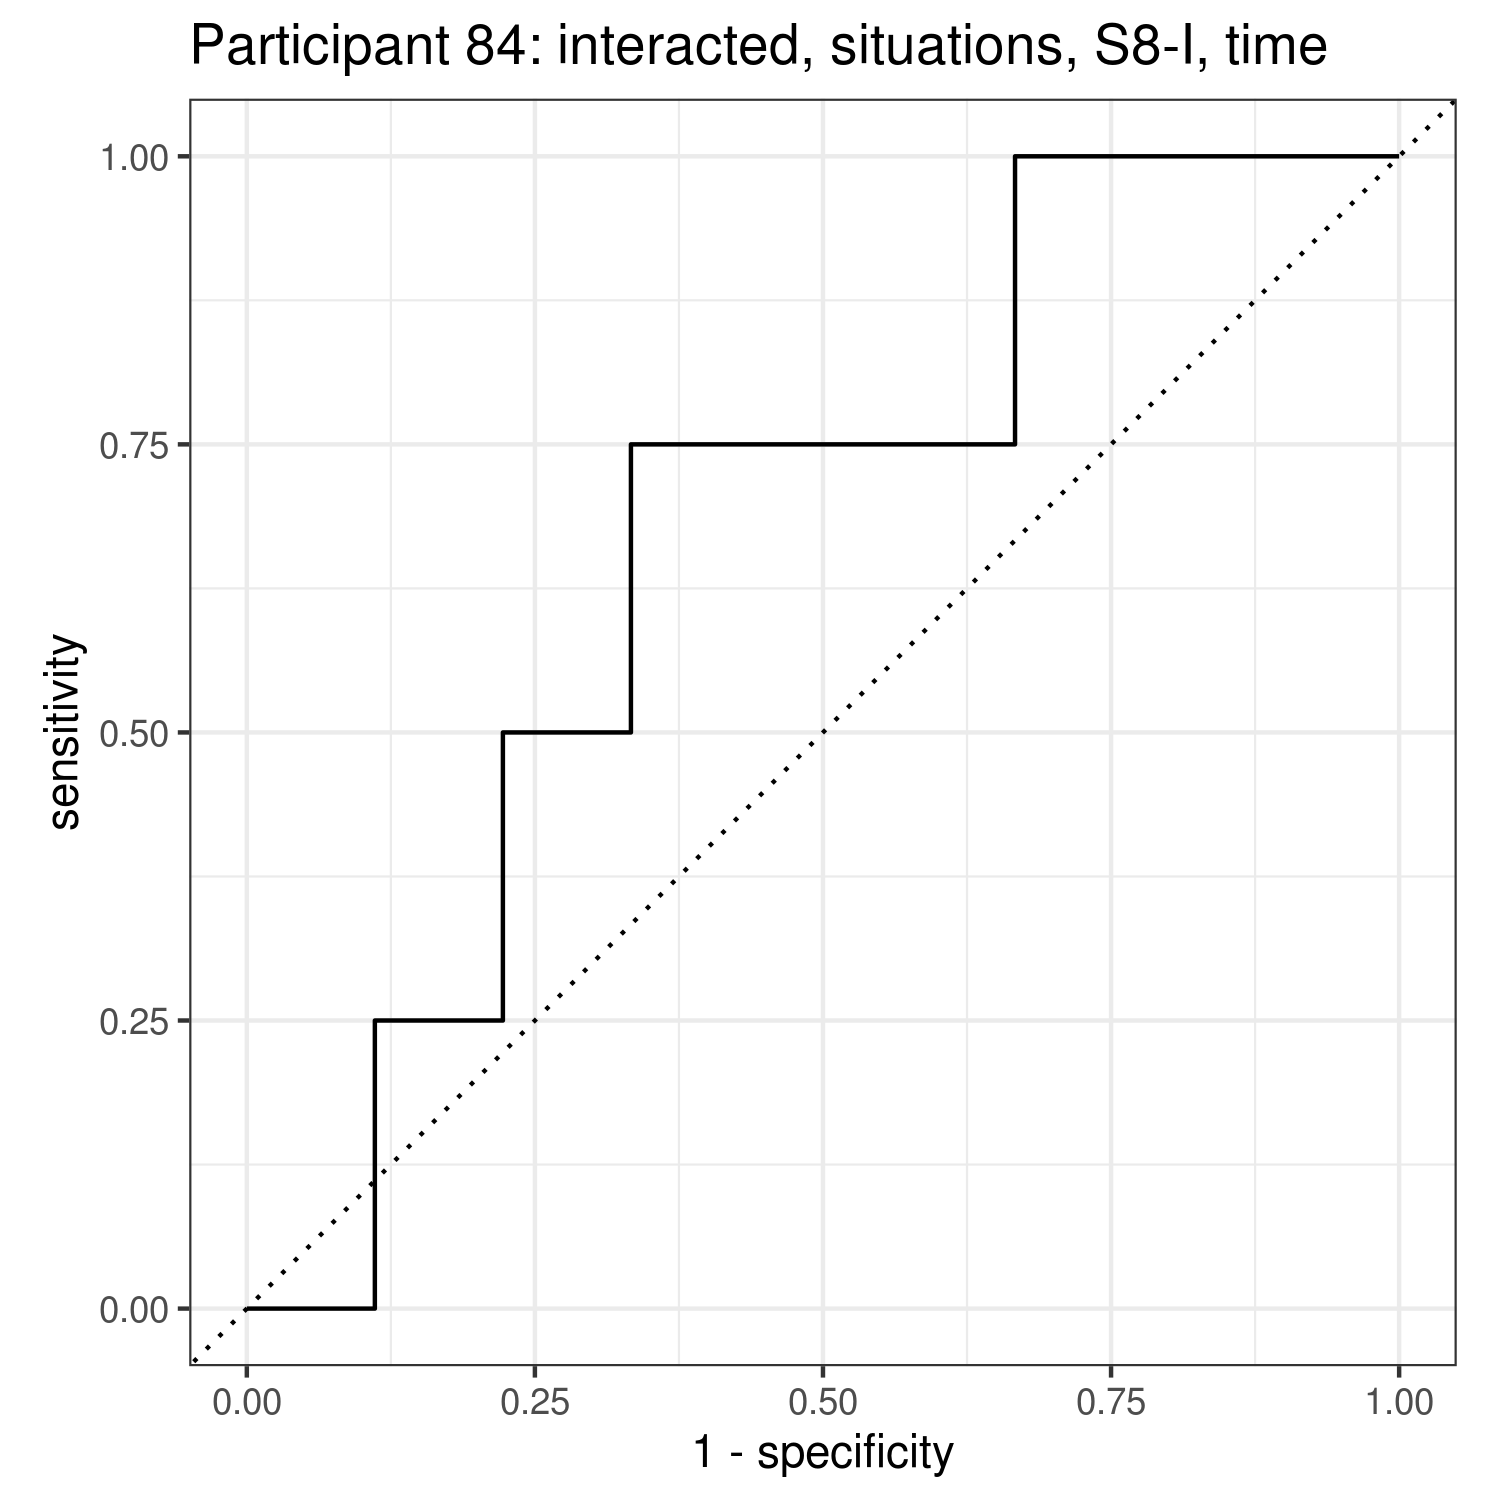 Participant 84: interacted, situations, S8-I, time
1.00
0.75
0.50
0.25
0.00
sensitivity
0.00 0.25 0.50 0.75 1.00
1 - specificity